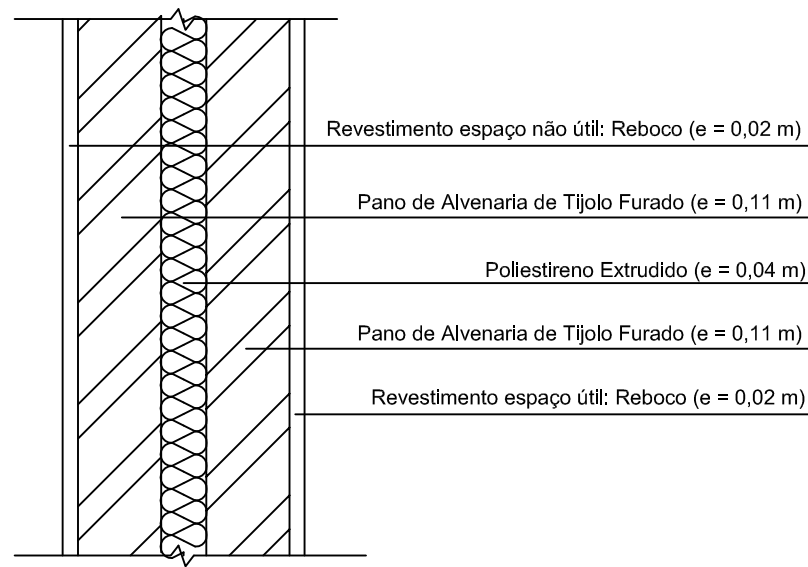 Revestimento espaço não útil: Reboco (e = 0,02 m)
Pano de Alvenaria de Tijolo Furado (e = 0,11 m)
Poliestireno Extrudido (e = 0,04 m)
Pano de Alvenaria de Tijolo Furado (e = 0,11 m)
Revestimento espaço útil: Reboco (e = 0,02 m)